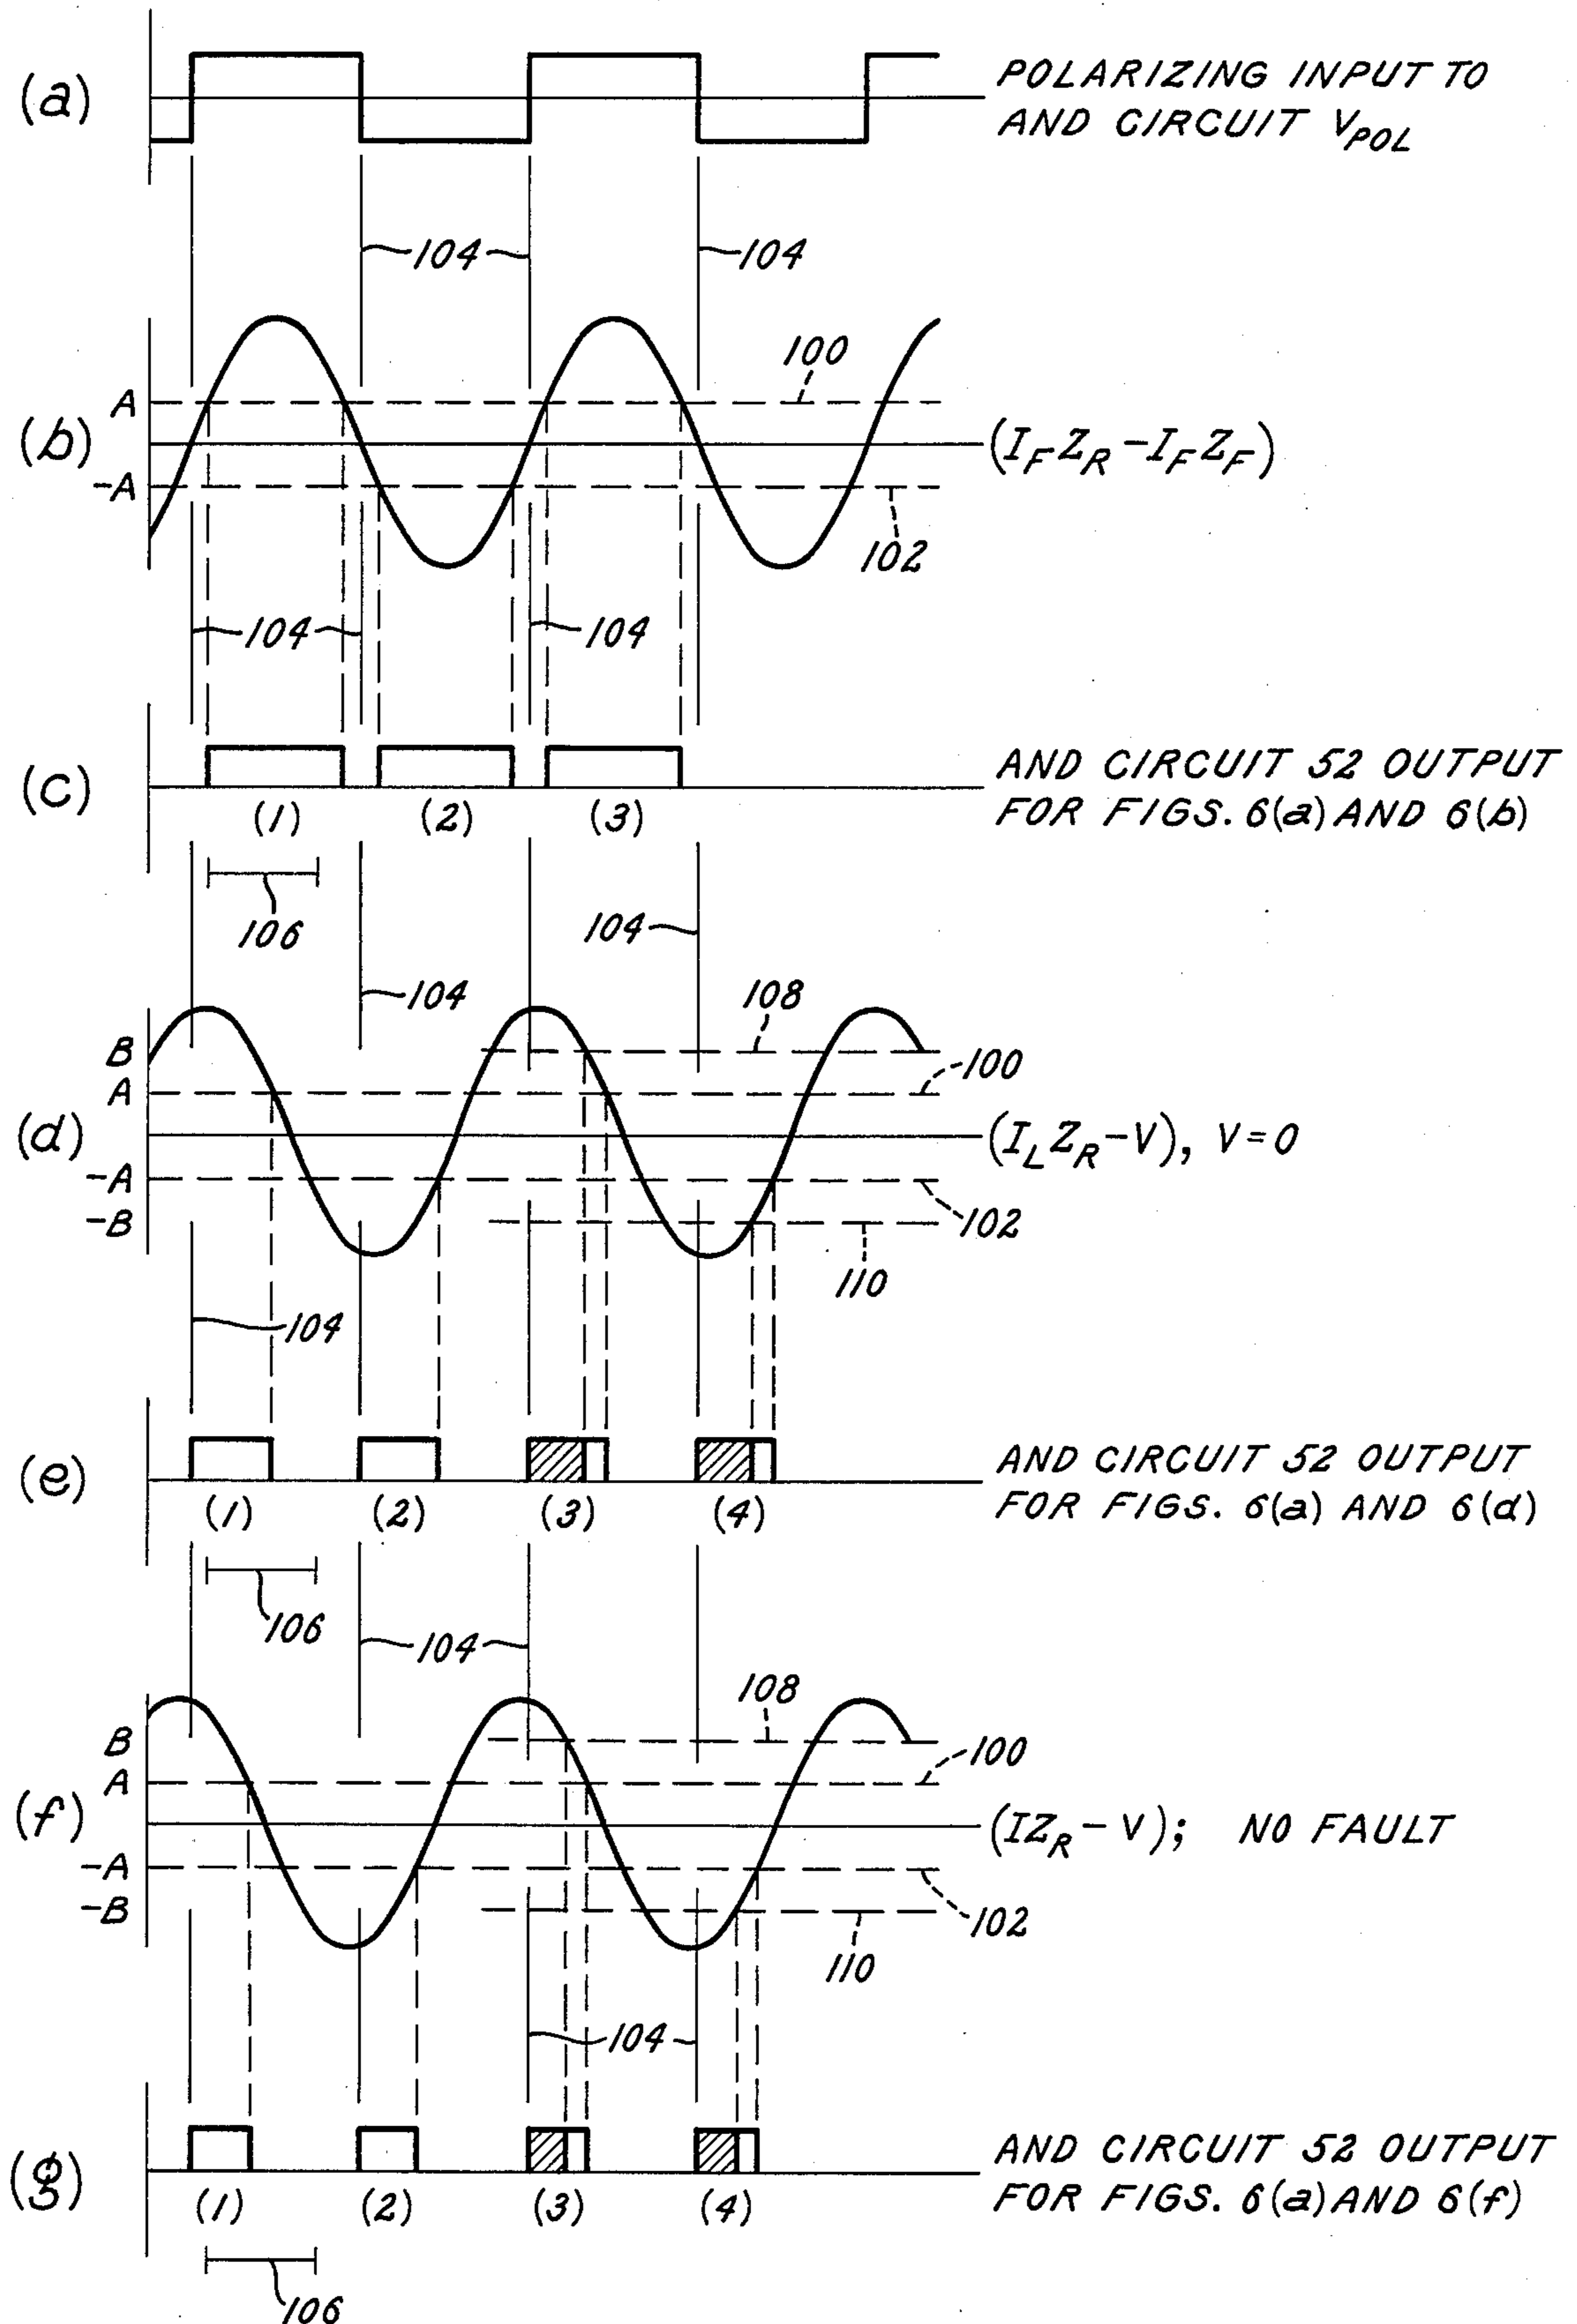 (a)
POLARIZING INPUT TO
AND CIRCUIT V_POL
104
104
100
A
(b)
(I_F Z_R - I_F Z_F)
-A
102
104
104
(c)
AND CIRCUIT 52 OUTPUT
FOR FIGS. 6(a) AND 6(b)
(1)
(2)
(3)
106
104
104
108
B
100
A
(d)
(I_L Z_R - V), V = 0
-A
-B
102
110
104
(e)
AND CIRCUIT 52 OUTPUT
FOR FIGS. 6(a) AND 6(d)
(1)
(2)
(3)
(4)
106
104
108
B
100
A
(f)
(IZ_R - V); NO FAULT
-A
-B
102
110
104
(g)
AND CIRCUIT 52 OUTPUT
FOR FIGS. 6(a) AND 6(f)
(1)
(2)
(3)
(4)
106